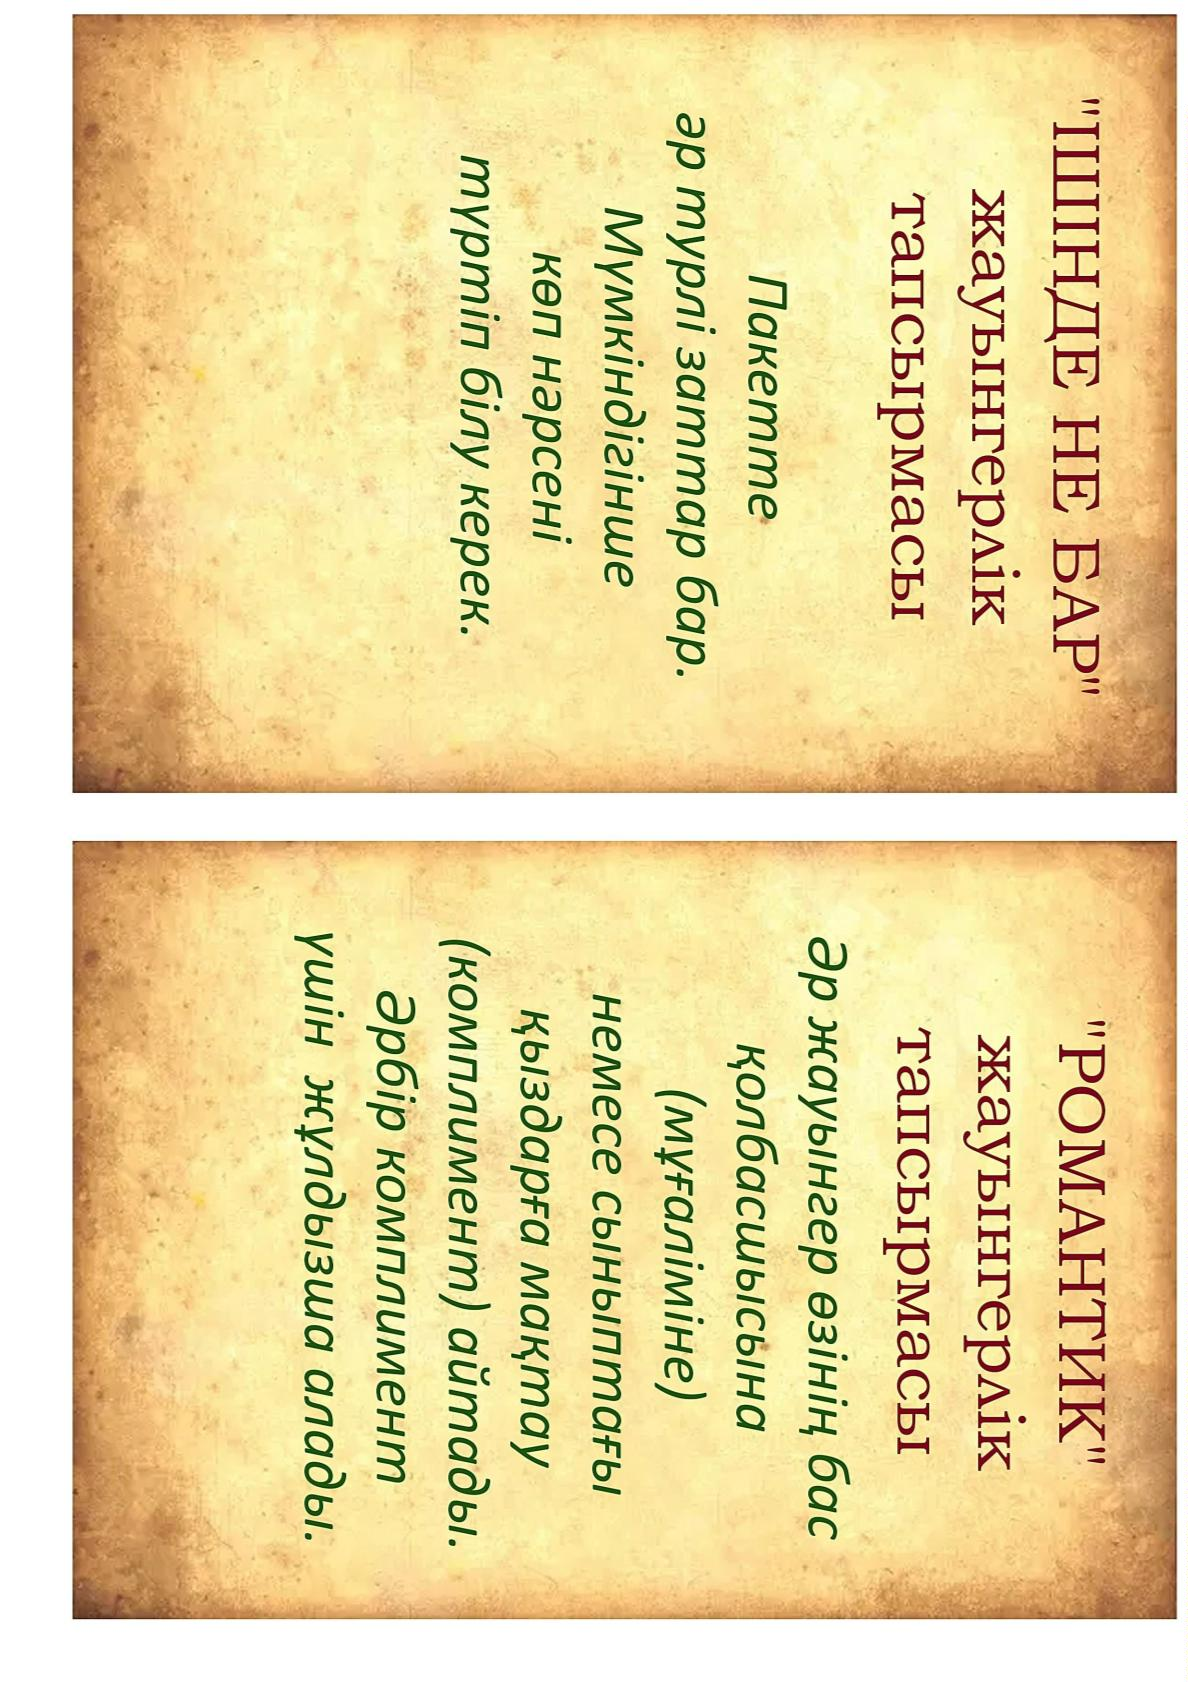 "ІШІНДЕ НЕ БАР"
жауынгерлік
тапсырмасы
Пакетте
әр түрлі заттар бар.
Мүмкіндігінше
көп нәрсені
түртіп білу керек.
"РОМАНТИК"
жауынгерлік
тапсырмасы
Әр жауынгер өзінің бас
қолбасшысына
(мұғаліміне)
немесе сыныптағы
қыздарға мақтау
(комплимент) айтады.
Әрбір комплимент
үшін жұлдызша алады.